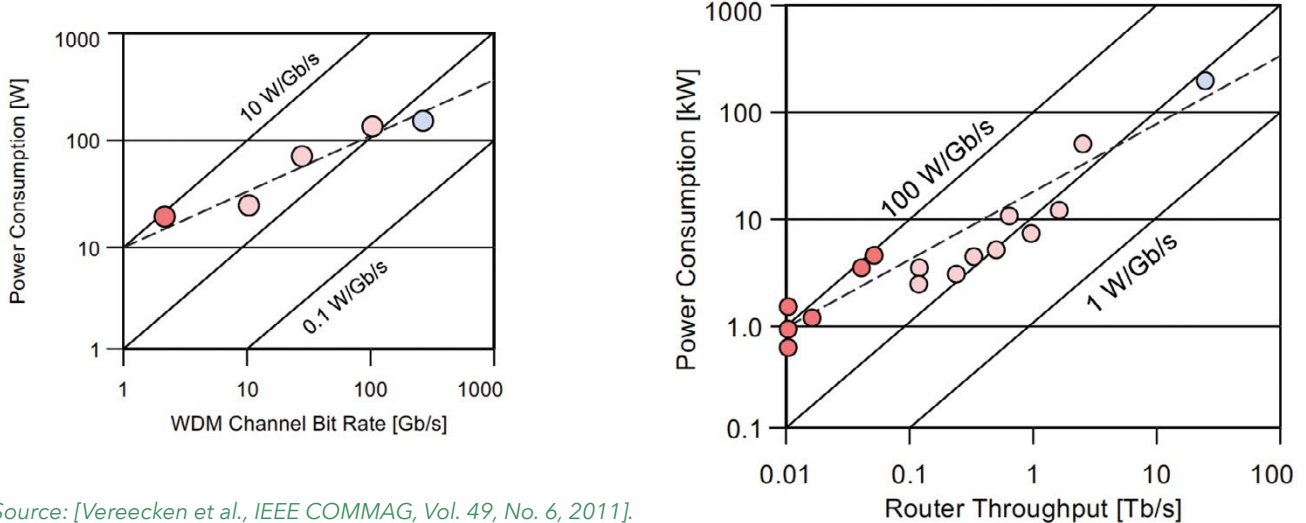 1000
100
10
1
Power Consumption [W]
10 W/Gb/s
0.1 W/Gb/s
1 10 100 1000
WDM Channel Bit Rate [Gb/s]
1000
100
10
1.0
0.1
Power Consumption [kW]
100 W/Gb/s
1 W/Gb/s
0.01 0.1 1 10 100
Router Throughput [Tb/s]
Source: [Vereecken et al., IEEE COMMAG, Vol. 49, No. 6, 2011].